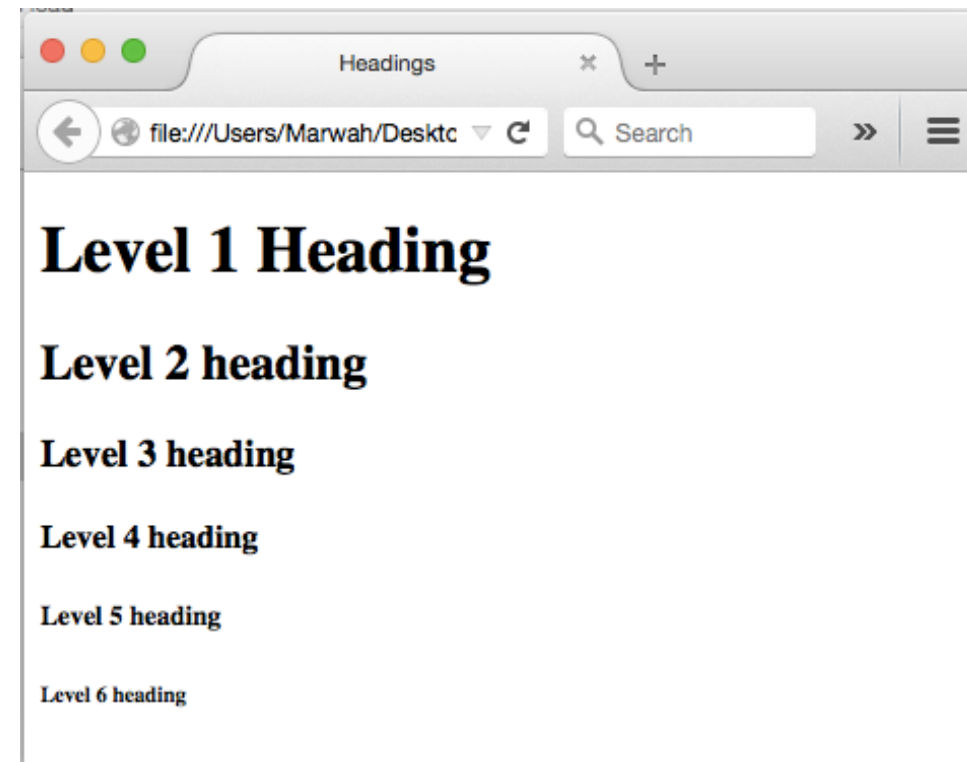 Headings
file:///Users/Marwah/Deskto
Search
Level 1 Heading
Level 2 heading
Level 3 heading
Level 4 heading
Level 5 heading
Level 6 heading